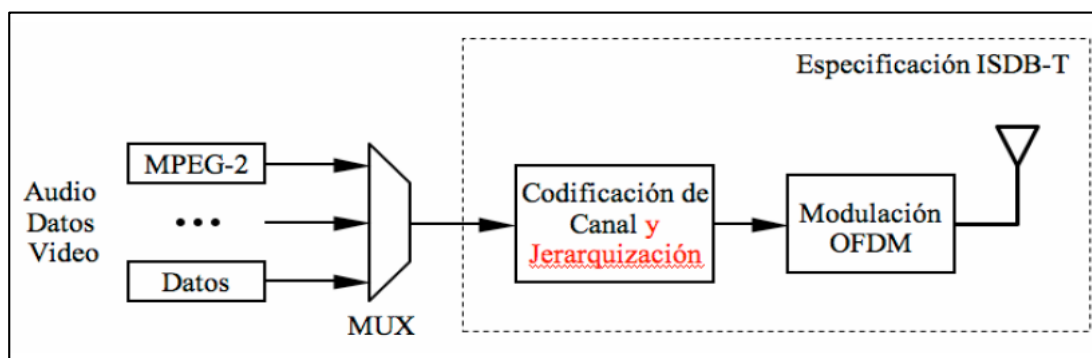 Especificación ISDB-T
Audio
Datos
Video
MPEG-2
•••
Datos
MUX
Codificación de
Canal y
Jerarquización
Modulación
OFDM